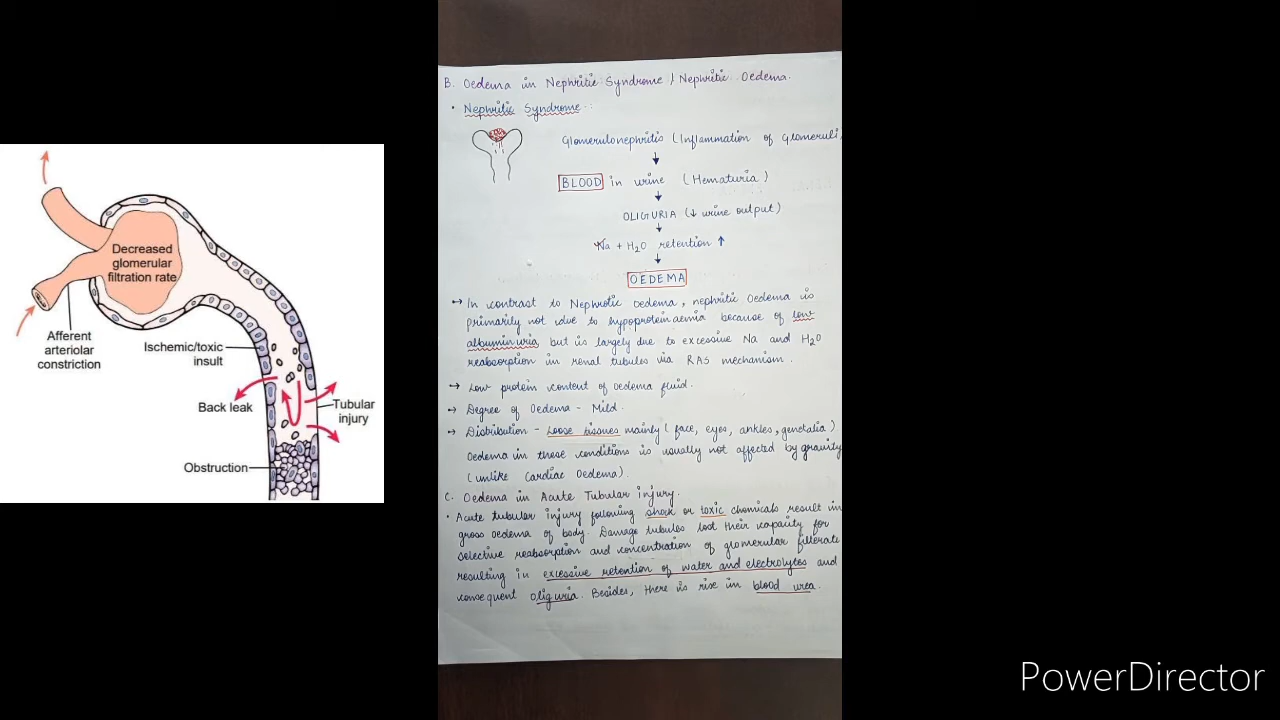 Decreased
glomerular
filtration rate
Afferent
arteriolar
constriction
Ischemic/toxic
insult
Back leak
Tubular
injury
Obstruction
B. Oedema in Nephritic Syndrome / Nephritic Oedema.
• Nephritic Syndrome :
Glomerulonephritis (Inflammation of Glomeruli
BLOOD in urine (Hematuria)
OLIGURIA (↓ urine output)
Na + H2O retention ↑
OEDEMA
→ In contrast to Nephrotic oedema, nephritic Oedema is
primarily not due to hypoproteinaemia because of low
albuminuria but is largely due to excessive Na and H2O
reabsorption in renal tubules via RAS mechanism.
→ Low protein content of oedema fluid.
→ Degree of Oedema - Mild.
→ Distribution - Loose tissues mainly (face, eyes, ankles, genetalia)
Oedema in these conditions is usually not affected by gravity
(unlike Cardiac Oedema).
C. Oedema in Acute Tubular injury.
• Acute tubular injury following shock or toxic chemicals result in
gross oedema of body. Damage tubules lost their capacity for
selective reabsorption and concentration of glomerular filterate
resulting in excessive retention of water and electrolytes and
consequent oliguria. Besides, there is rise in blood urea.
PowerDirector